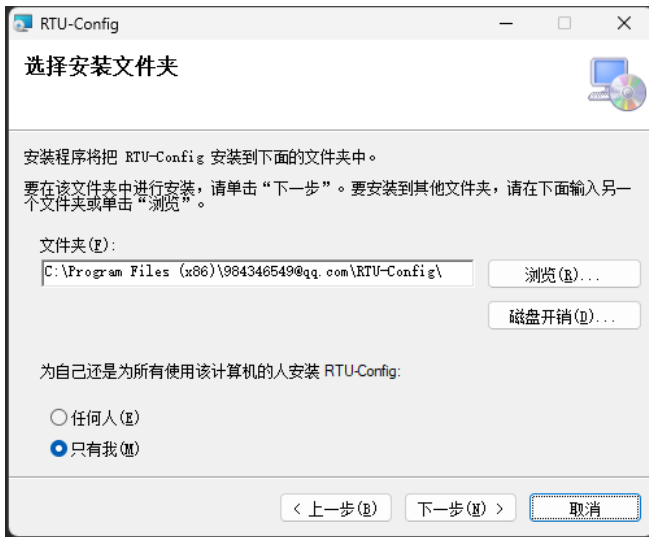 RTU-Config
选择安装文件夹
安装程序将把 RTU-Config 安装到下面的文件夹中。
要在该文件夹中进行安装，请单击“下一步”。要安装到其他文件夹，请在下面输入另一
个文件夹或单击“浏览”。
文件夹(F):
C:\Program Files (x86)\984346549@qq.com\RTU-Config\
浏览(R)...
磁盘开销(D)...
为自己还是为所有使用该计算机的人安装 RTU-Config:
任何人(E)
只有我(M)
< 上一步(B)
下一步(N) >
取消